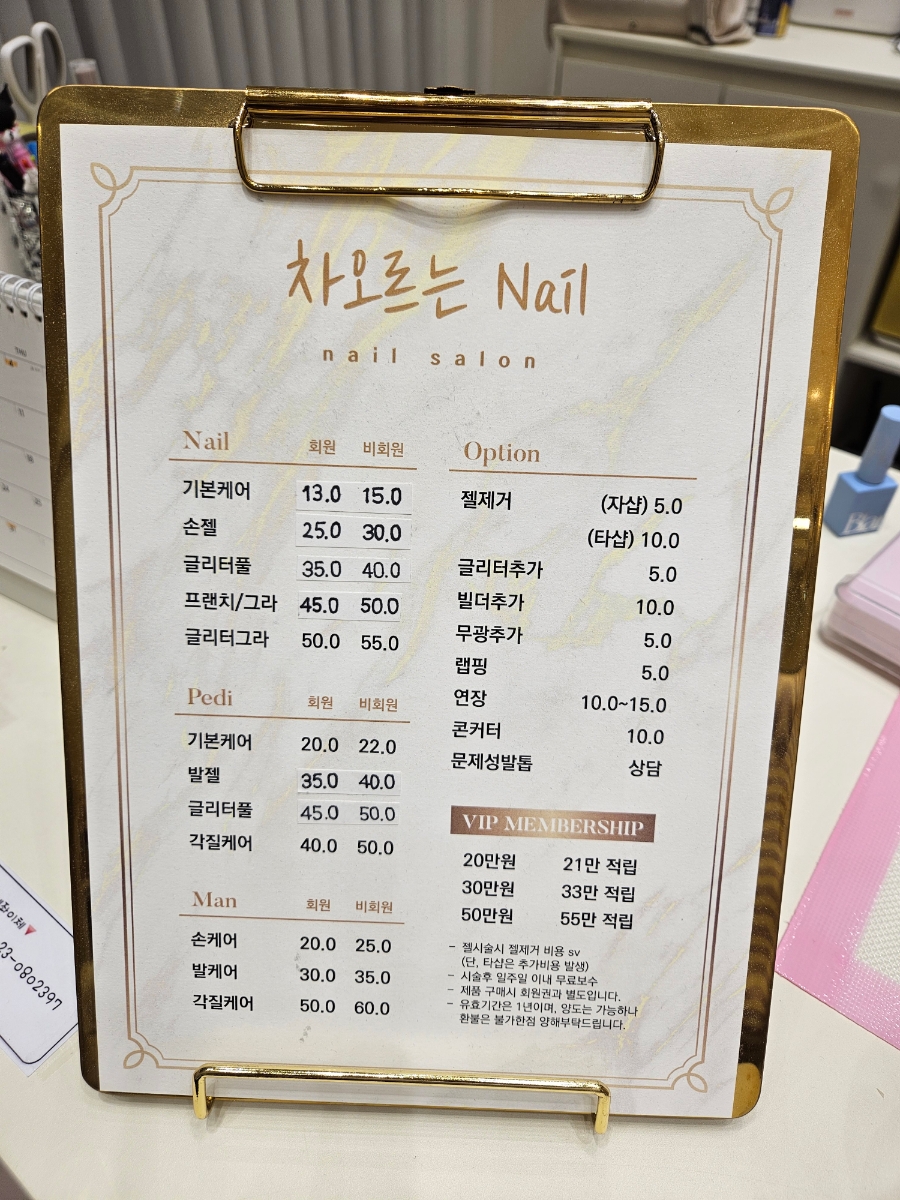 차오르는 Nail
nail salon
Nail 회원 비회원
기본케어 13.0 15.0
손젤 25.0 30.0
글리터풀 35.0 40.0
프랜치/그라 45.0 50.0
글리터그라 50.0 55.0
Pedi 회원 비회원
기본케어 20.0 22.0
발젤 35.0 40.0
글리터풀 45.0 50.0
각질케어 40.0 50.0
Man 회원 비회원
손케어 20.0 25.0
발케어 30.0 35.0
각질케어 50.0 60.0
Option
젤제거 (자샵) 5.0
(타샵) 10.0
글리터추가 5.0
빌더추가 10.0
무광추가 5.0
랩핑 5.0
연장 10.0~15.0
콘커터 10.0
문제성발톱 상담
VIP MEMBERSHIP
20만원 21만 적립
30만원 33만 적립
50만원 55만 적립
- 젤시술시 젤제거 비용 sv
(단, 타샵은 추가비용 발생)
- 시술후 일주일 이내 무료보수
- 제품 구매시 회원권과 별도입니다.
- 유효기간은 1년이며, 양도는 가능하나
환불은 불가한점 양해부탁드립니다.
23-0802397
THU